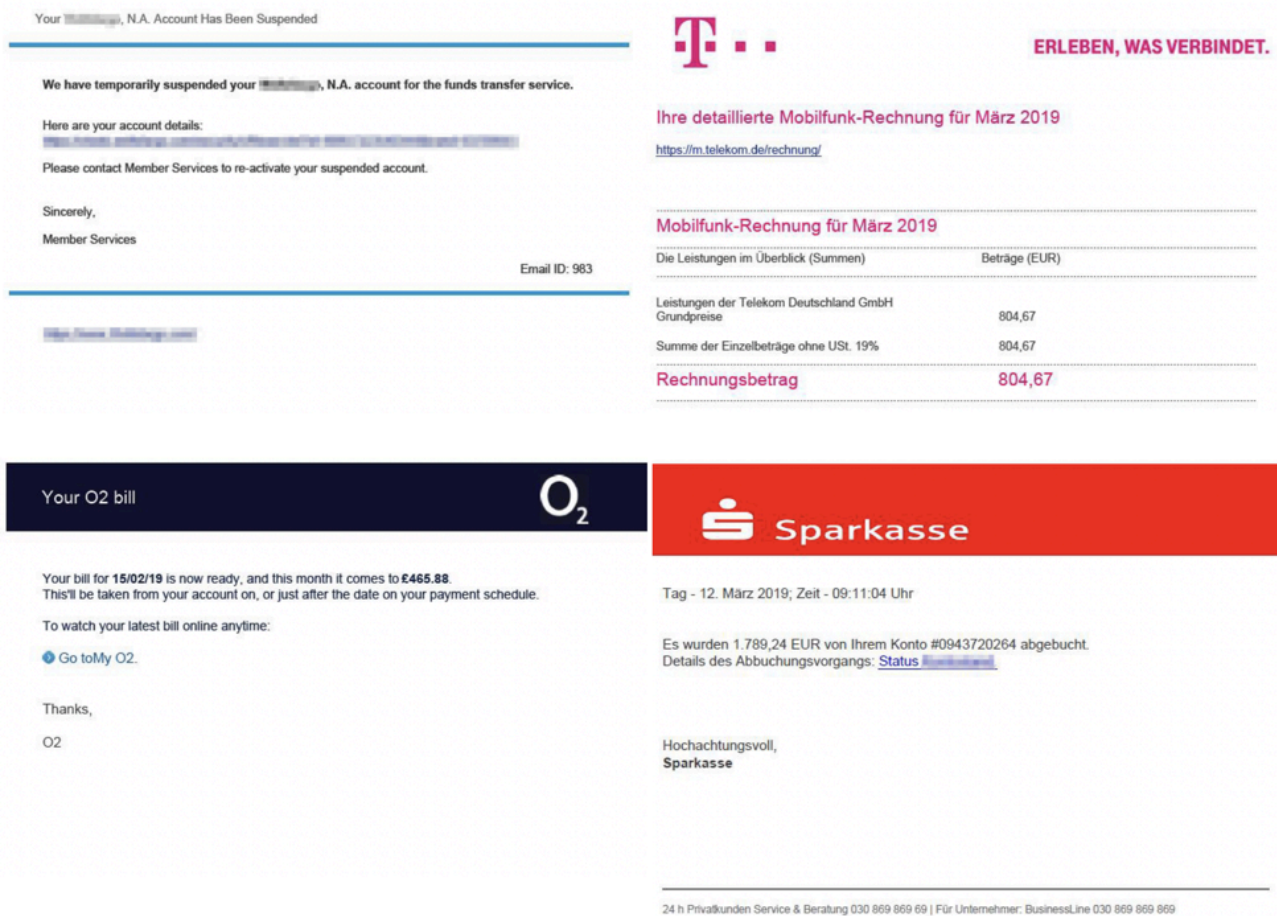 Your , N.A. Account Has Been Suspended
We have temporarily suspended your , N.A. account for the funds transfer service.
Here are your account details:
Please contact Member Services to re-activate your suspended account.
Sincerely,
Member Services
Email ID: 983
T
ERLEBEN, WAS VERBINDET.
Ihre detaillierte Mobilfunk-Rechnung für März 2019
https://m.telekom.de/rechnung/
Mobilfunk-Rechnung für März 2019
Die Leistungen im Überblick (Summen) Beträge (EUR)
Leistungen der Telekom Deutschland GmbH
Grundpreise 804,67
Summe der Einzelbeträge ohne USt. 19% 804,67
Rechnungsbetrag 804,67
Your O2 bill O2
Your bill for 15/02/19 is now ready, and this month it comes to £465.88.
This'll be taken from your account on, or just after the date on your payment schedule.
To watch your latest bill online anytime:
Go toMy O2.
Thanks,
O2
Sparkasse
Tag - 12. März 2019; Zeit - 09:11:04 Uhr
Es wurden 1.789,24 EUR von Ihrem Konto #0943720264 abgebucht.
Details des Abbuchungsvorgangs: Status
Hochachtungsvoll,
Sparkasse
24 h Privatkunden Service & Beratung 030 869 869 69 | Für Unternehmer: BusinessLine 030 869 869 869